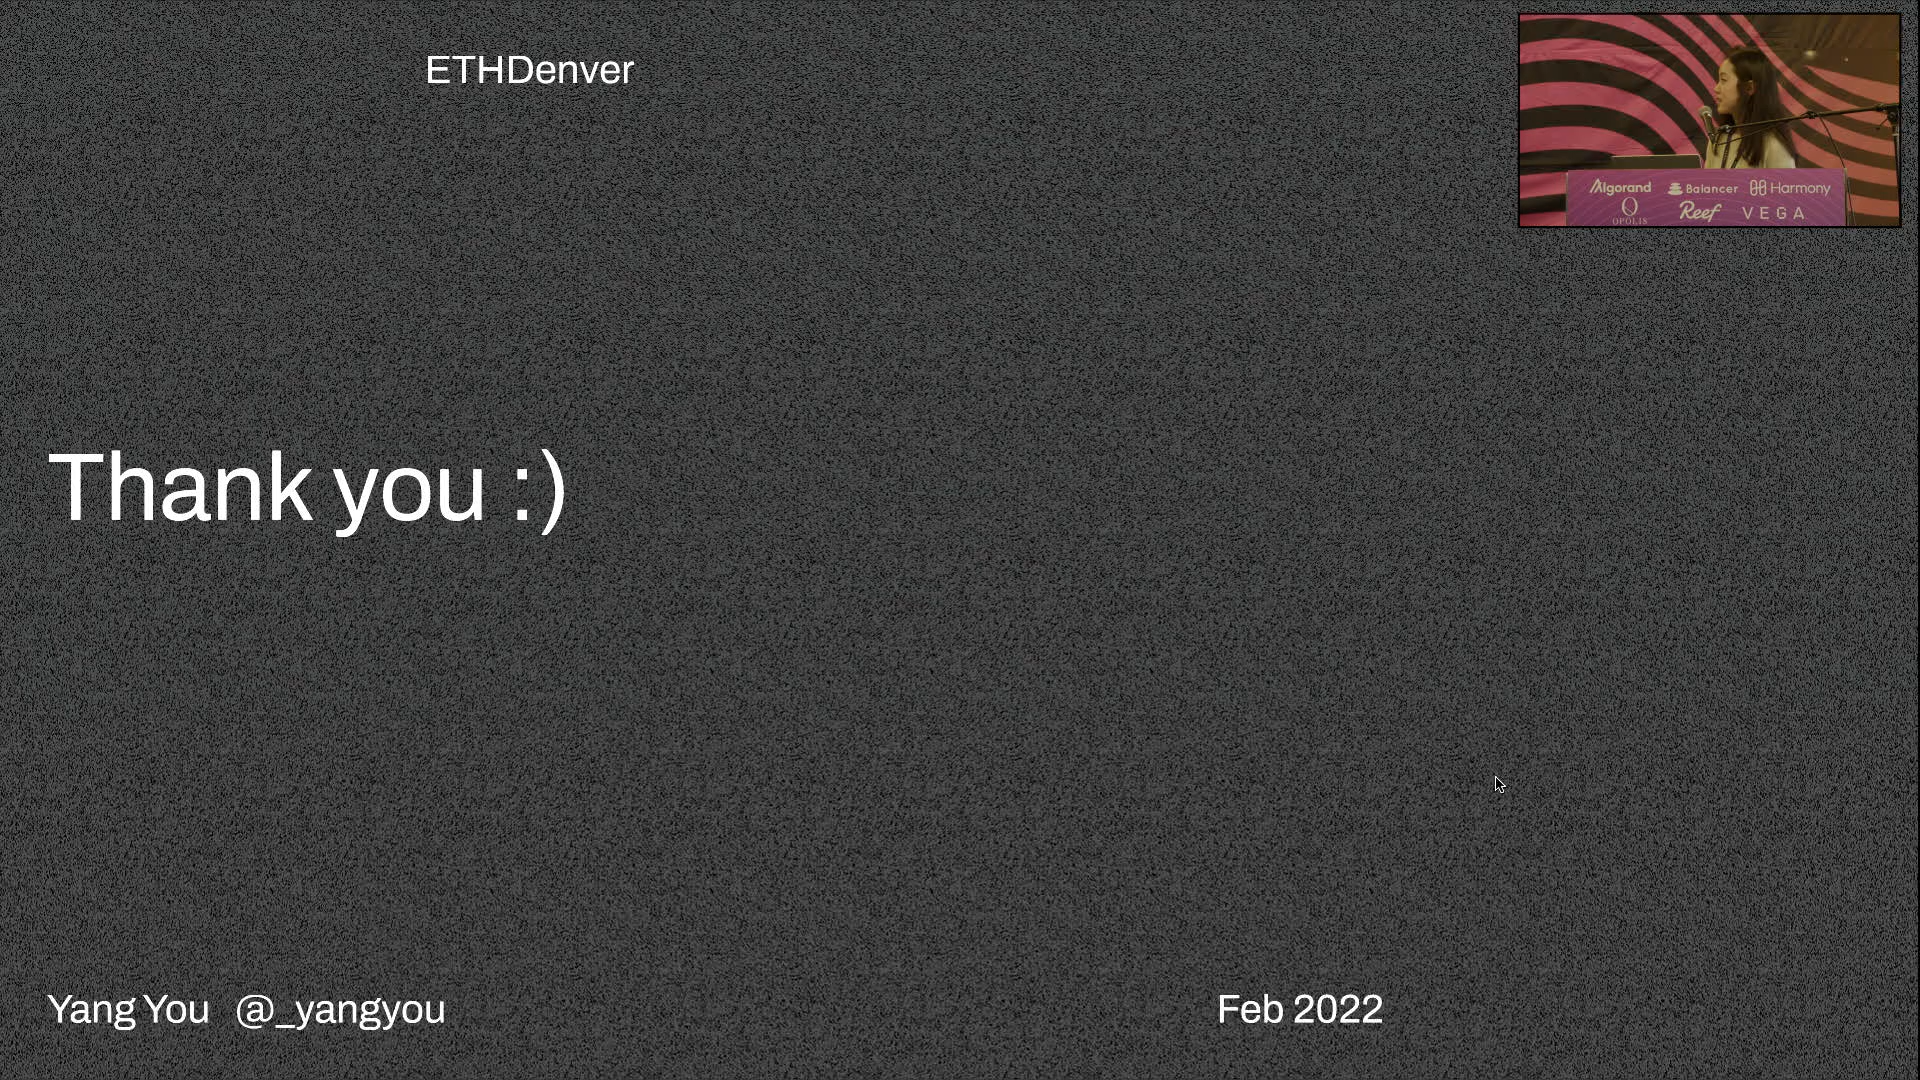 ETHDenver
Algorand Balancer Harmony
OPOLIS Reef VEGA
Thank you :)
Yang You @_yangyou
Feb 2022